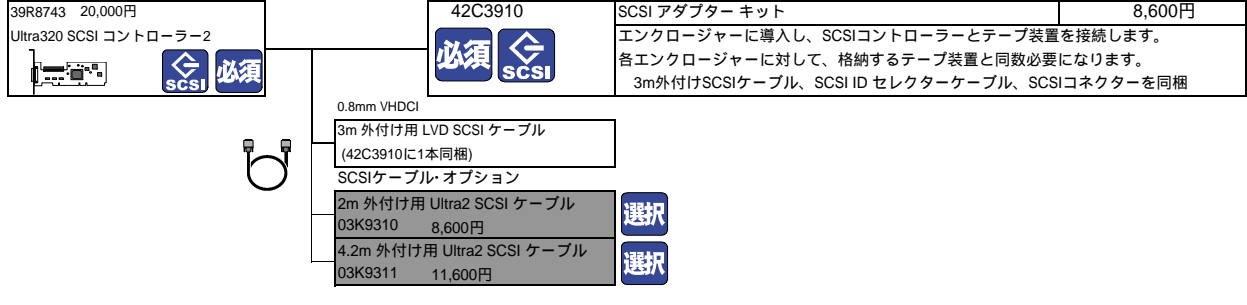 39R8743 20,000円
Ultra320 SCSI コントローラー2
SCSI
必須
42C3910
必須
SCSI
SCSI アダプター キット
8,600円
エンクロージャーに導入し、SCSIコントローラーとテープ装置を接続します。
各エンクロージャーに対して、格納するテープ装置と同数必要になります。
3m外付けSCSIケーブル、SCSI ID セレクターケーブル、SCSIコネクターを同梱
0.8mm VHDCI
3m 外付け用 LVD SCSI ケーブル
(42C3910に1本同梱)
SCSIケーブル・オプション
2m 外付け用 Ultra2 SCSI ケーブル
03K9310 8,600円
選択
4.2m 外付け用 Ultra2 SCSI ケーブル
03K9311 11,600円
選択